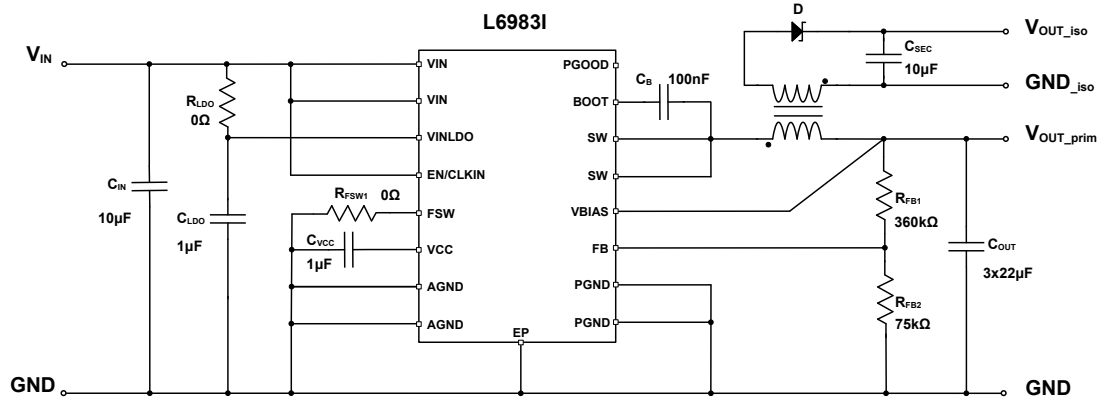 L6983I
D
VOUT_iso
CSEC
10µF
GND_iso
VIN
VIN
PGOOD
CB 100nF
BOOT
RLDO
0Ω
VIN
VINLDO
SW
VOUT_prim
EN/CLKIN
SW
CIN
10µF
RFSW1 0Ω
FSW
VBIAS
RFB1
360kΩ
CLDO
1µF
CVCC
1µF
VCC
FB
COUT
3x22µF
AGND
PGND
RFB2
75kΩ
AGND
PGND
EP
GND
GND